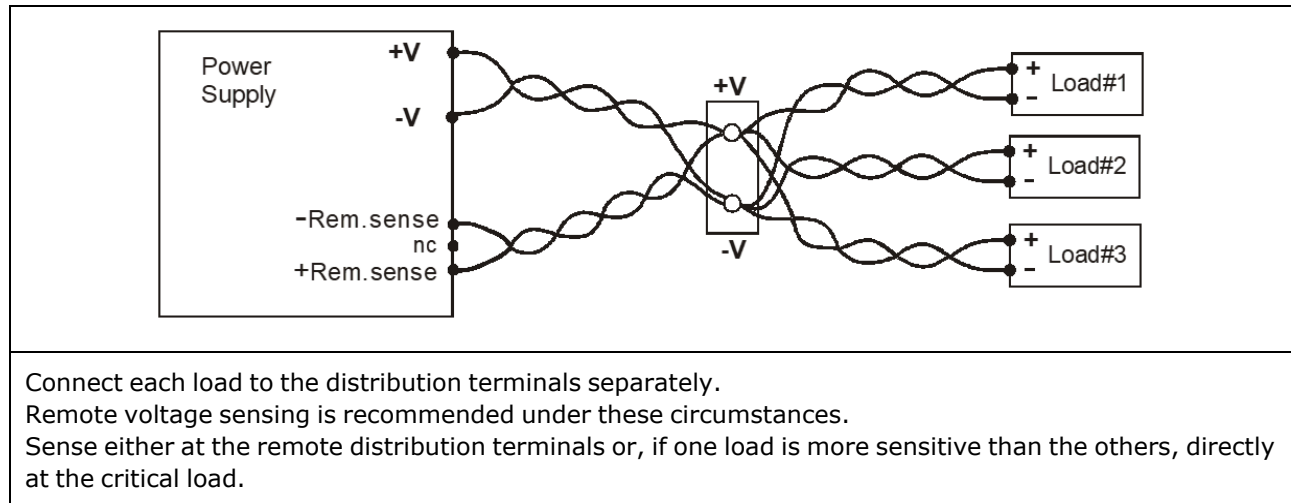 Power
Supply
+V
-V
-Rem.sense
nc
+Rem.sense
+V
-V
+
-
Load#1
+
-
Load#2
+
-
Load#3
Connect each load to the distribution terminals separately.
Remote voltage sensing is recommended under these circumstances.
Sense either at the remote distribution terminals or, if one load is more sensitive than the others, directly
at the critical load.